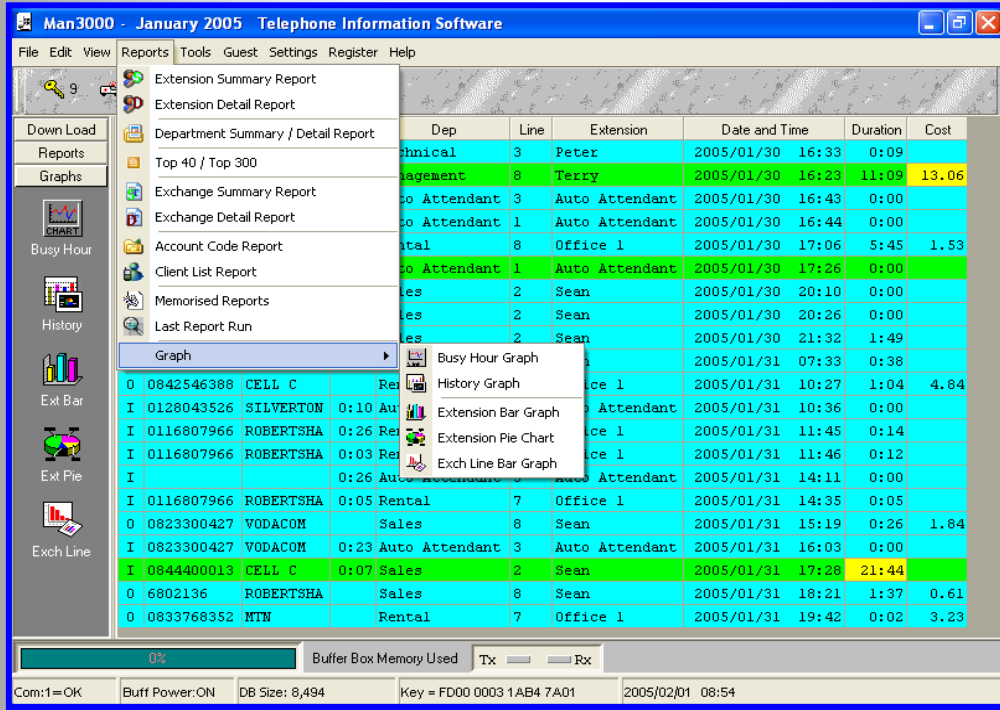 Man3000 - January 2005 Telephone Information Software
File Edit View Reports Tools Guest Settings Register Help
9
Extension Summary Report
Extension Detail Report
Department Summary / Detail Report
Top 40 / Top 300
Exchange Summary Report
Exchange Detail Report
Account Code Report
Client List Report
Memorised Reports
Last Report Run
Graph
Busy Hour Graph
History Graph
Extension Bar Graph
Extension Pie Chart
Exch Line Bar Graph
Down Load
Reports
Graphs
CHART
Busy Hour
History
Ext Bar
Ext Pie
Exch Line
Dep Line Extension Date and Time Duration Cost
3 Peter 2005/01/30 16:33 0:09
8 Terry 2005/01/30 16:23 11:09 13.06
Attendant 3 Auto Attendant 2005/01/30 16:43 0:00
Attendant 1 Auto Attendant 2005/01/30 16:44 0:00
8 Office 1 2005/01/30 17:06 5:45 1.53
Attendant 1 Auto Attendant 2005/01/30 17:26 0:00
2 Sean 2005/01/30 20:10 0:00
2 Sean 2005/01/30 20:26 0:00
2 Sean 2005/01/30 21:32 1:49
2005/01/31 07:33 0:38
O 0842546388 CELL C 1 2005/01/31 10:27 1:04 4.84
I 0128043526 SILVERTON 0:10 Attendant 2005/01/31 10:36 0:00
I 0116807966 ROBERTSHA 0:26 1 2005/01/31 11:45 0:14
I 0116807966 ROBERTSHA 0:03 1 2005/01/31 11:46 0:12
I 0:26 Auto Attendant 3 Auto Attendant 2005/01/31 14:11 0:00
I 0116807966 ROBERTSHA 0:05 Rental 7 Office 1 2005/01/31 14:35 0:05
O 0823300427 VODACOM Sales 8 Sean 2005/01/31 15:19 0:26 1.84
I 0823300427 VODACOM 0:23 Auto Attendant 3 Auto Attendant 2005/01/31 16:03 0:00
I 0844400013 CELL C 0:07 Sales 2 Sean 2005/01/31 17:28 21:44
O 6802136 ROBERTSHA Sales 8 Sean 2005/01/31 18:21 1:37 0.61
O 0833768352 MTN Rental 7 Office 1 2005/01/31 19:42 0:02 3.23
0% Buffer Box Memory Used Tx Rx
Com:1=OK Buff Power:ON DB Size: 8,494 Key = FD00 0003 1AB4 7A01 2005/02/01 08:54